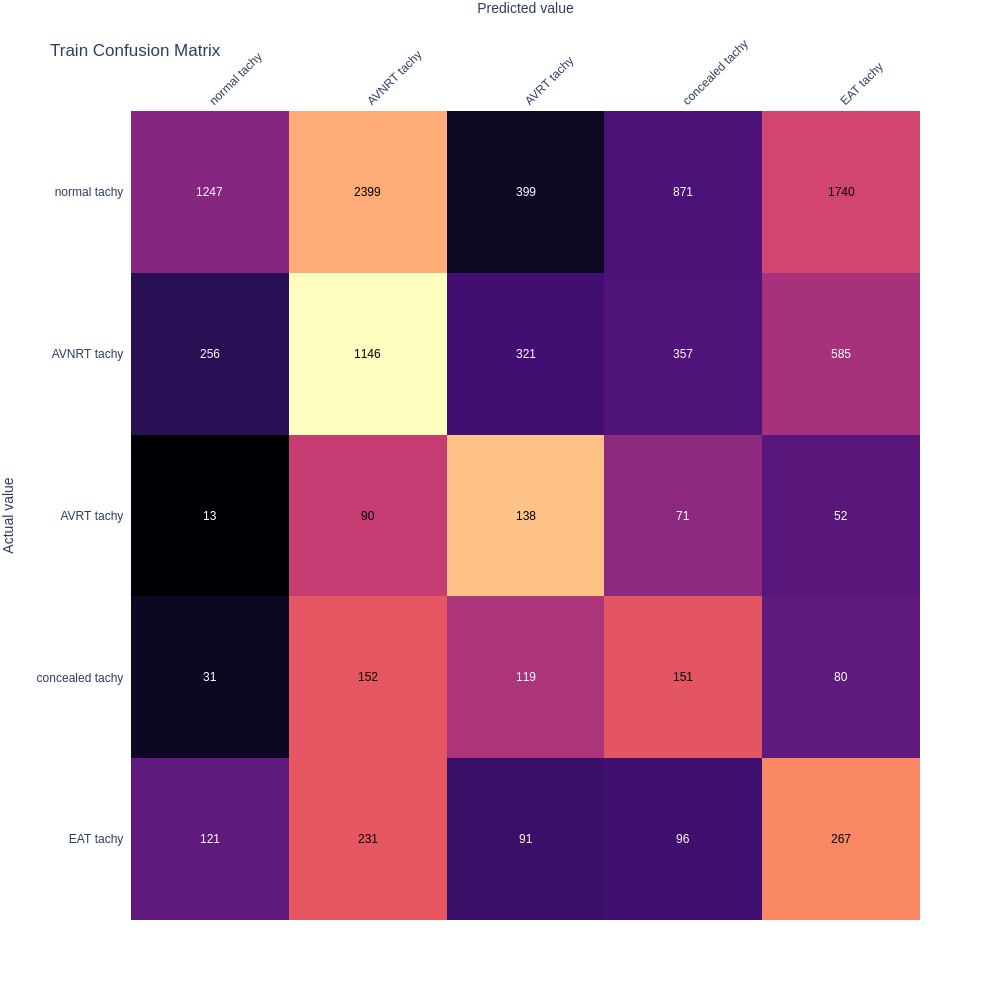 Predicted value
Train Confusion Matrix
normal tachy
AVNRT tachy
AVRT tachy
concealed tachy
EAT tachy
Actual value
normal tachy 1247 2399 399 871 1740
AVNRT tachy 256 1146 321 357 585
AVRT tachy 13 90 138 71 52
concealed tachy 31 152 119 151 80
EAT tachy 121 231 91 96 267